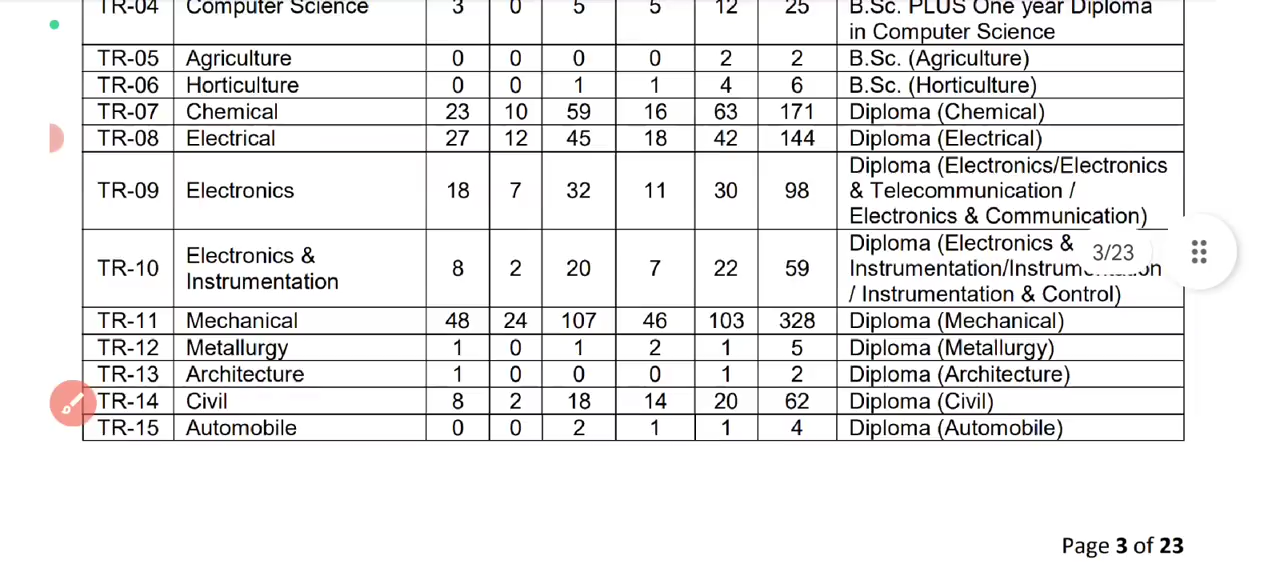 TR-04 Computer Science 3 0 5 5 12 25 B.Sc. PLUS One year Diploma
in Computer Science
TR-05 Agriculture 0 0 0 0 2 2 B.Sc. (Agriculture)
TR-06 Horticulture 0 0 1 1 4 6 B.Sc. (Horticulture)
TR-07 Chemical 23 10 59 16 63 171 Diploma (Chemical)
TR-08 Electrical 27 12 45 18 42 144 Diploma (Electrical)
TR-09 Electronics 18 7 32 11 30 98 Diploma (Electronics/Electronics
& Telecommunication /
Electronics & Communication)
TR-10 Electronics &
Instrumentation 8 2 20 7 22 59 Diploma (Electronics &
Instrumentation/Instrumentation
/ Instrumentation & Control)
3/23
TR-11 Mechanical 48 24 107 46 103 328 Diploma (Mechanical)
TR-12 Metallurgy 1 0 1 2 1 5 Diploma (Metallurgy)
TR-13 Architecture 1 0 0 0 1 2 Diploma (Architecture)
TR-14 Civil 8 2 18 14 20 62 Diploma (Civil)
TR-15 Automobile 0 0 2 1 1 4 Diploma (Automobile)
Page 3 of 23